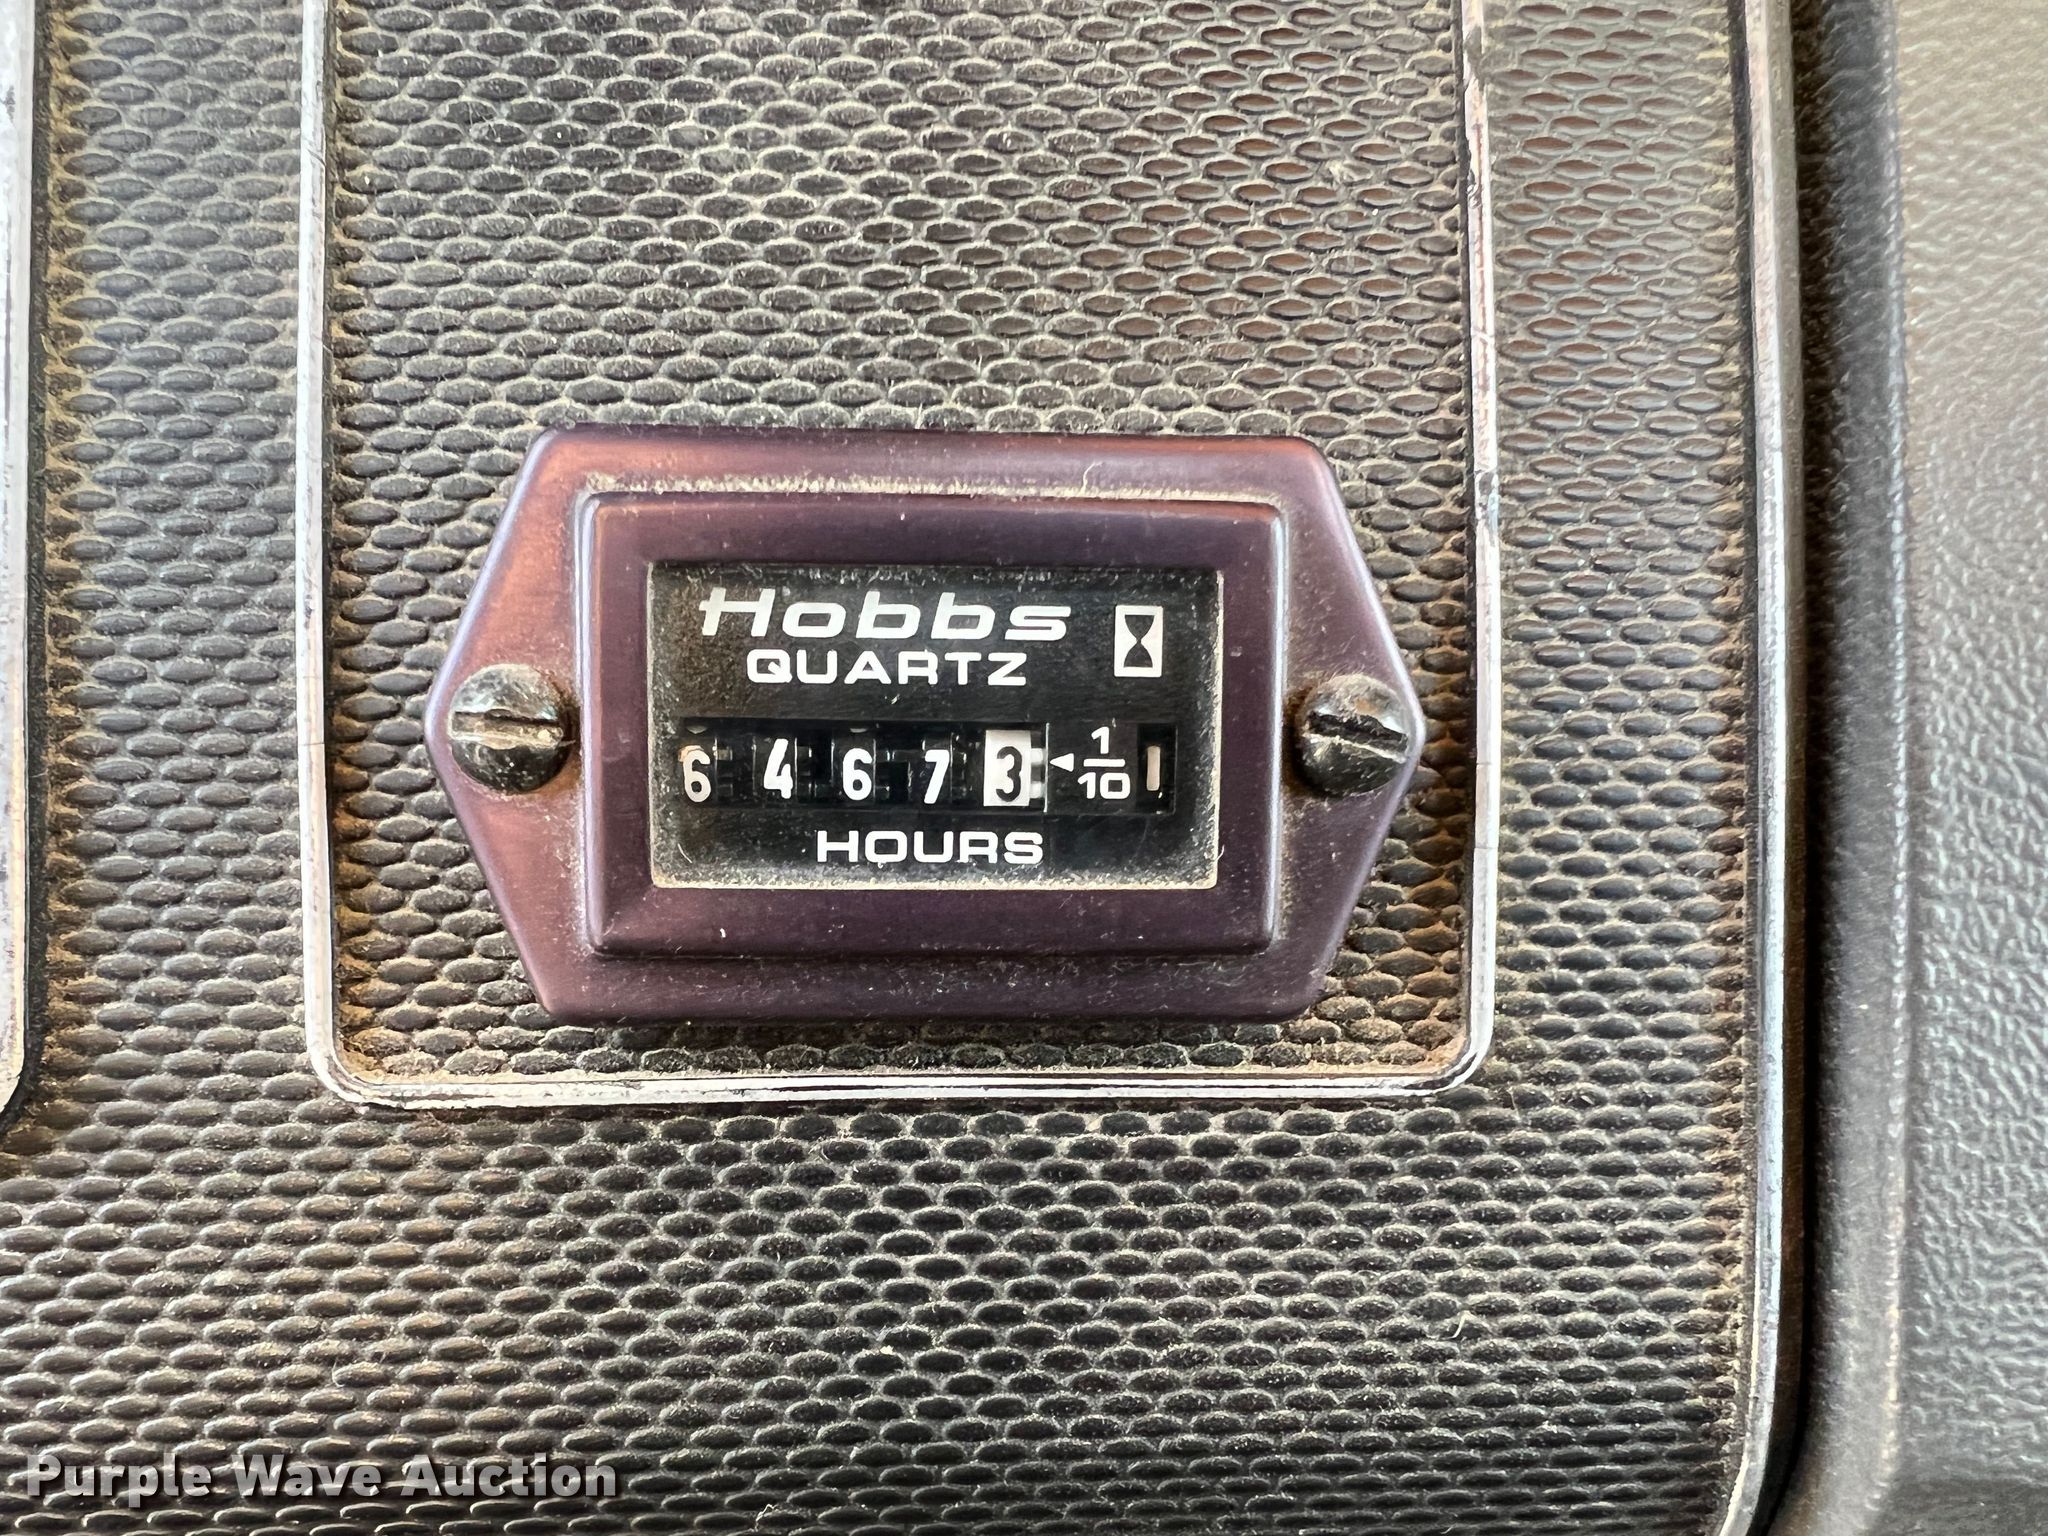 Hobbs
QUARTZ
6 4 6 7 3 ◄ 1/10
HOURS
Purple Wave Auction